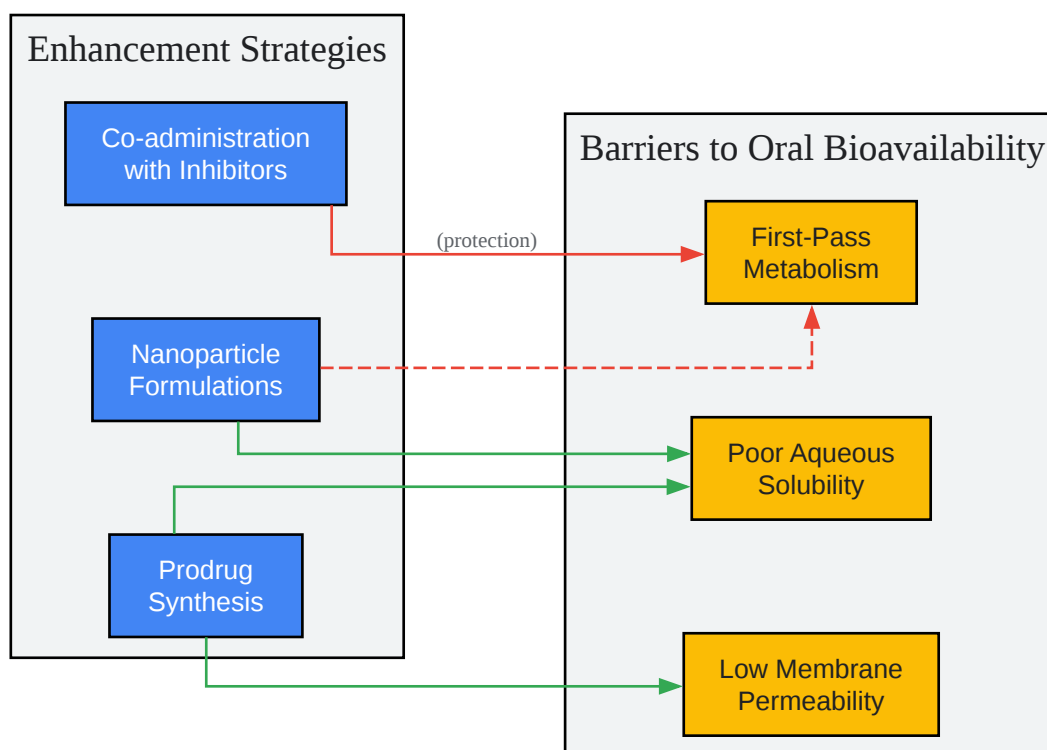 Enhancement Strategies
Co-administration
with Inhibitors
Nanoparticle
Formulations
Prodrug
Synthesis
(protection)
Barriers to Oral Bioavailability
First-Pass
Metabolism
Poor Aqueous
Solubility
Low Membrane
Permeability